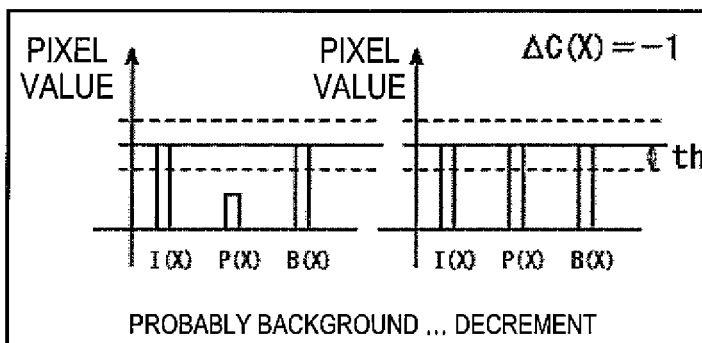 PIXEL
VALUE
I(X) P(X) B(X)
PIXEL
VALUE
ΔC(X)=-1
th
I(X) P(X) B(X)
PROBABLY BACKGROUND ... DECREMENT